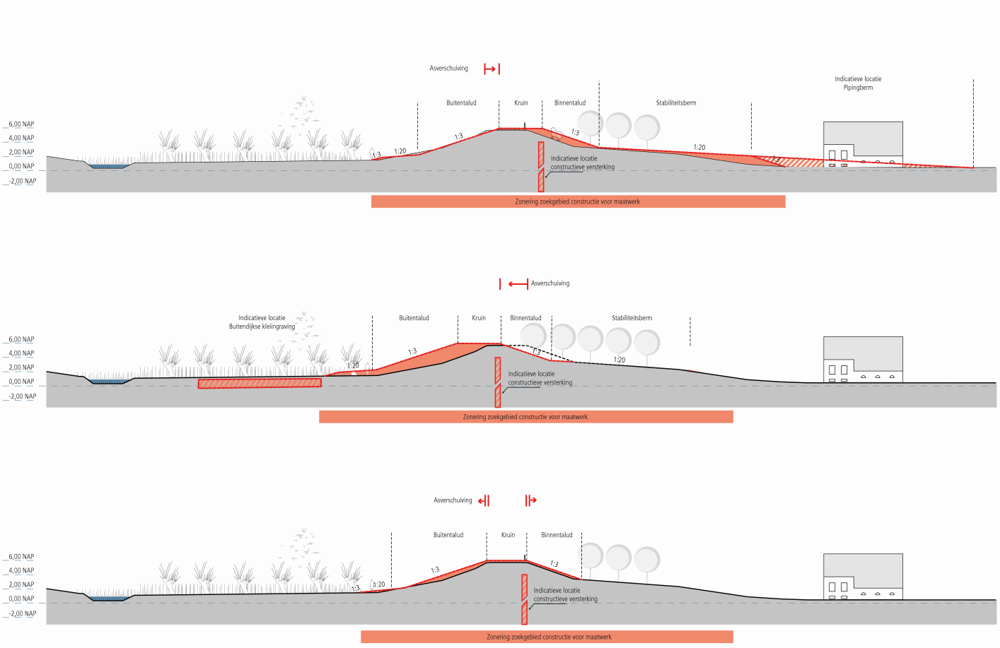 Asverschuiving
Indicatieve locatie
Pipingberm
Buitentalud
Kruin
Binnentalud
Stabiliteitsberm
6,00 NAP
4,00 NAP
2,00 NAP
0,00 NAP
-2,00 NAP
1:3
1:20
1:3
1:3
1:20
1:3
Indicatieve locatie
constructieve versterking
Zonering zoekgebied constructie voor maatwerk
Asverschuiving
Indicatieve locatie
Buitendijkse kleiingraving
Buitentalud
Kruin
Binnentalud
Stabiliteitsberm
6,00 NAP
4,00 NAP
2,00 NAP
0,00 NAP
-2,00 NAP
1:20
1:3
1:3
1:20
Indicatieve locatie
constructieve versterking
Zonering zoekgebied constructie voor maatwerk
Asverschuiving
Buitentalud
Kruin
Binnentalud
6,00 NAP
4,00 NAP
2,00 NAP
0,00 NAP
-2,00 NAP
1:3
1:20
1:3
1:3
Indicatieve locatie
constructieve versterking
Zonering zoekgebied constructie voor maatwerk